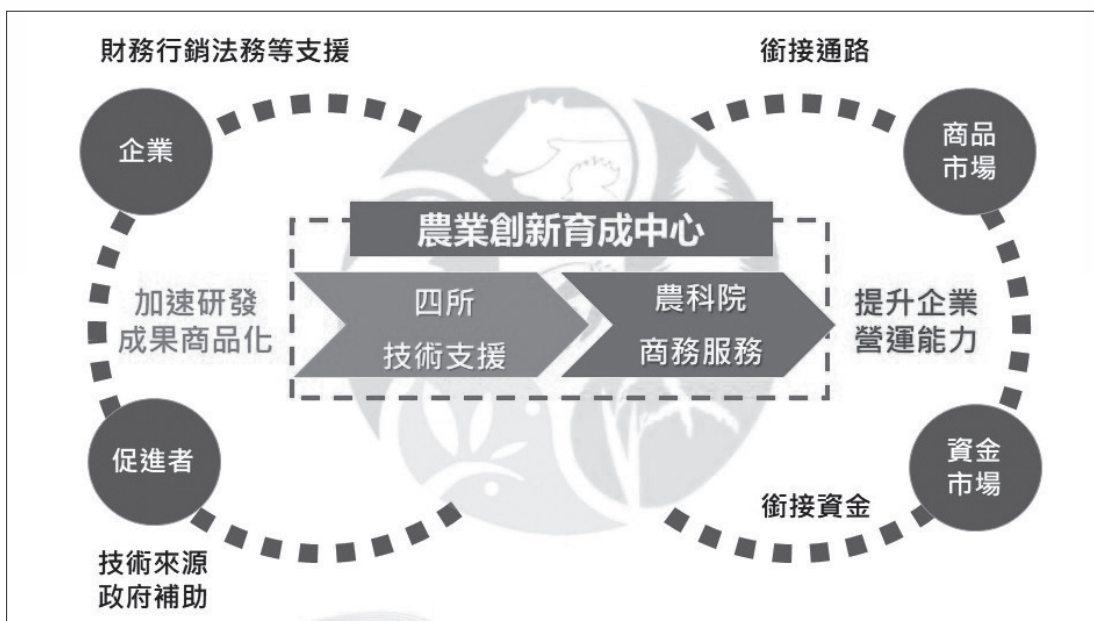 財務行銷法務等支援
銜接通路
企業
商品
市場
農業創新育成中心
加速研發
成果商品化
四所
技術支援
農科院
商務服務
提升企業
營運能力
促進者
資金
市場
銜接資金
技術來源
政府補助